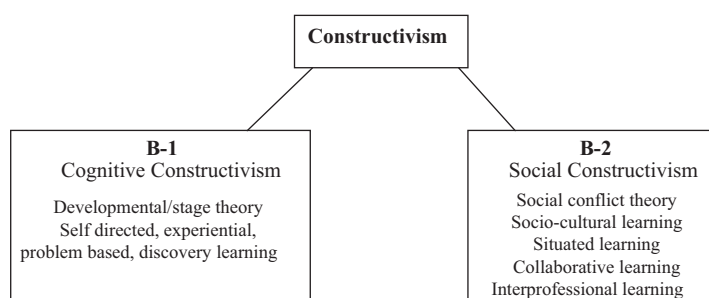 Constructivism
B-1
Cognitive Constructivism
Developmental/stage theory
Self directed, experiential,
problem based, discovery learning
B-2
Social Constructivism
Social conflict theory
Socio-cultural learning
Situated learning
Collaborative learning
Interprofessional learning